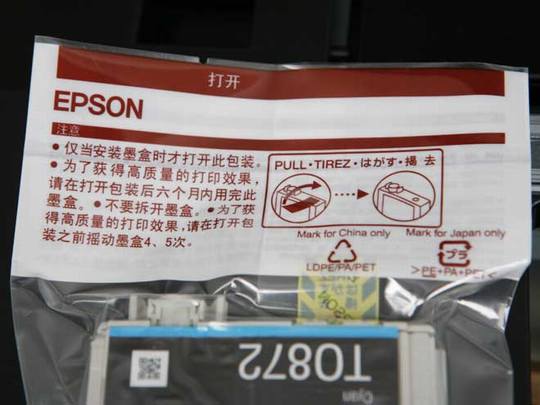 打开
EPSON
注意
●仅当安装墨盒时才打开此包装。
●为了获得高质量的打印效果,
请在打开包装后六个月内用完此
墨盒。●不要拆开墨盒。●为了获
得高质量的打印效果,请在打开包
装之前摇动墨盒4、5次。
PULL・TIREZ・はがす・揭 去
Mark for China only
LDPE/PA/PET
Mark for Japan only
プラ
>PE+PA+PET<
T0872
Cyan